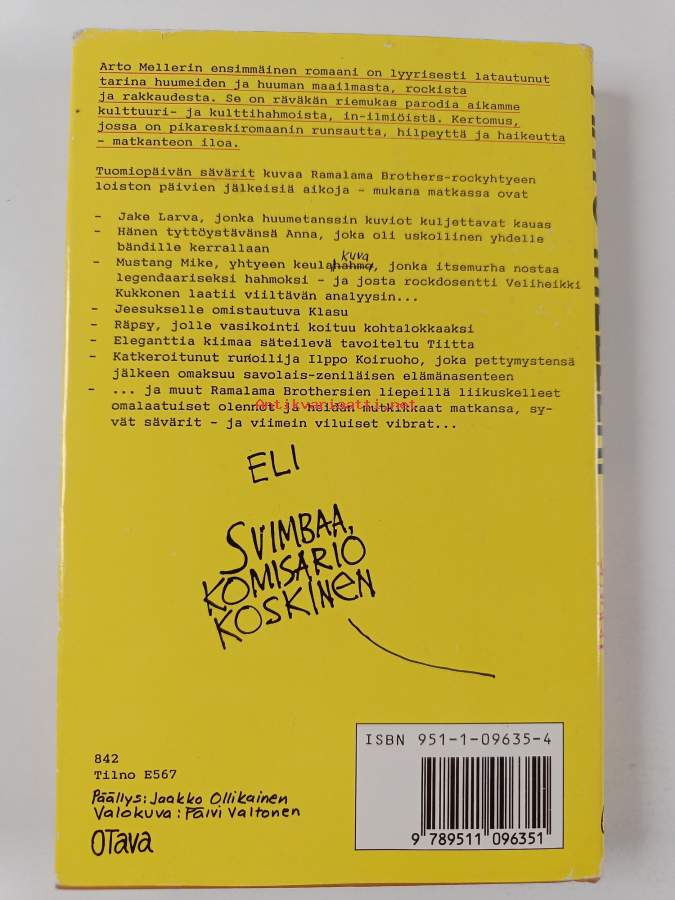 Arto Mellerin ensimmäinen romaani on lyyrisesti latautunut
tarina huumeiden ja huuman maailmasta, rockista
ja rakkaudesta. Se on räväkän riemukas parodia aikamme
kulttuuri- ja kulttihahmoista, in-ilmiöistä. Kertomus,
jossa on pikareskiromaanin runsautta, hilpeyttä ja haikeutta
- matkanteon iloa.
Tuomiopäivän sävärit kuvaa Ramalama Brothers-rockyhtyeen
loiston päivien jälkeisiä aikoja - mukana matkassa ovat
- Jake Larva, jonka huumetanssin kuviot kuljettavat kauas
- Hänen tyttöystävänsä Anna, joka oli uskollinen yhdelle
bändille kerrallaan
kuva
- Mustang Mike, yhtyeen keulahahmo, jonka itsemurha nostaa
legendaariseksi hahmoksi - ja josta rockdosentti Veliheikki
Kukkonen laatii viiltävän analyysin...
- Jeesukselle omistautuva Klasu
- Räpsy, jolle vasikointi koituu kohtalokkaaksi
- Eleganttia kiimaa säteilevä tavoiteltu Tiitta
- Katkeroitunut runoilija Ilppo Koiruoho, joka pettymystensä
jälkeen omaksuu savolais-zeniläisen elämänasenteen
- ... ja muut Ramalama Brothersien liepeillä liikuskelleet
omalaatuiset olennot ja heidän mutkikkaat matkansa, sy-
vät sävärit - ja viimein viluiset vibrat...
Antikvariaatti.net
ELI
SVIMBAA,
KOMISARIO
KOSKINEN
ISBN 951-1-09635-4
842
Tilno E567
Päällys: Jaakko Ollikainen
Valokuva: Päivi Valtonen
OTAVA
9 789511 096351